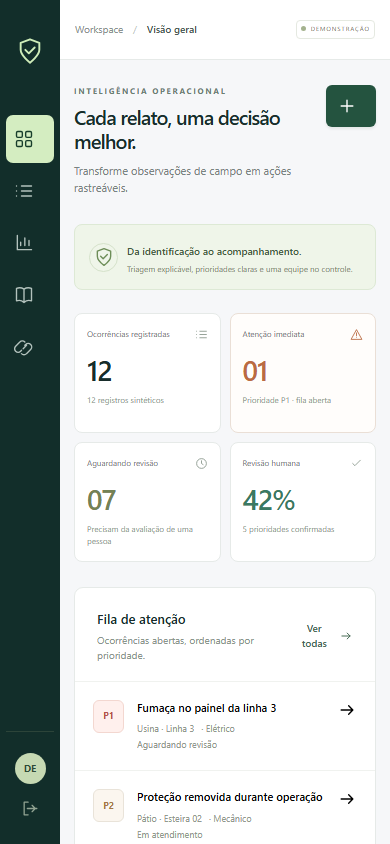 Workspace / Visão geral
DEMONSTRAÇÃO
INTELIGÊNCIA OPERACIONAL
Cada relato, uma decisão
melhor.
Transforme observações de campo em ações
rastreáveis.
Da identificação ao acompanhamento.
Triagem explicável, prioridades claras e uma equipe no controle.
Ocorrências registradas
12
12 registros sintéticos
Atenção imediata
01
Prioridade P1 · fila aberta
Aguardando revisão
07
Precisam da avaliação de uma
pessoa
Revisão humana
42%
5 prioridades confirmadas
Fila de atenção
Ocorrências abertas, ordenadas por
prioridade.
Ver
todas
P1
Fumaça no painel da linha 3
Usina · Linha 3 · Elétrico
Aguardando revisão
P2
Proteção removida durante operação
Pátio · Esteira 02 · Mecânico
Em atendimento
DE